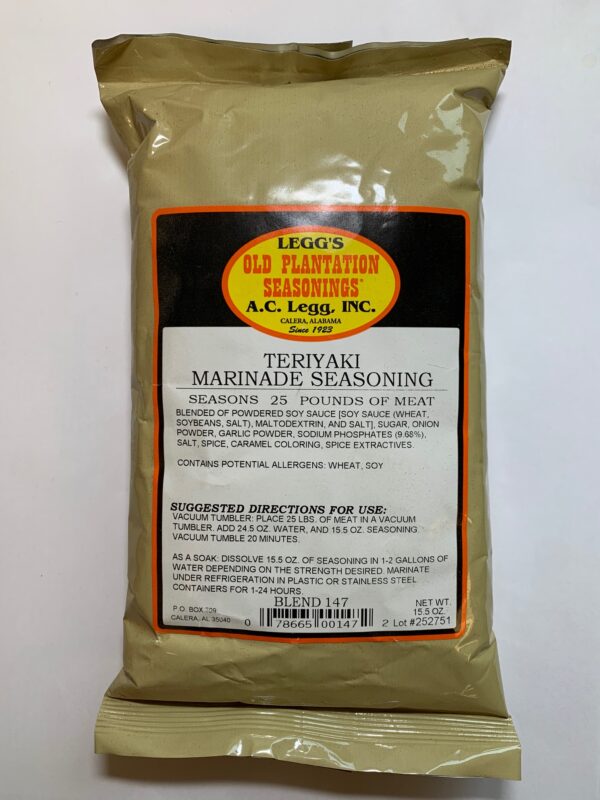 LEGG'S
OLD PLANTATION
SEASONINGS®
A.C. Legg, INC.
CALERA, ALABAMA
Since 1923
TERIYAKI
MARINADE SEASONING
SEASONS 25 POUNDS OF MEAT
BLENDED OF POWDERED SOY SAUCE [SOY SAUCE (WHEAT,
SOYBEANS, SALT), MALTODEXTRIN, AND SALT], SUGAR, ONION
POWDER, GARLIC POWDER, SODIUM PHOSPHATES (9.68%),
SALT, SPICE, CARAMEL COLORING, SPICE EXTRACTIVES.
CONTAINS POTENTIAL ALLERGENS: WHEAT, SOY
SUGGESTED DIRECTIONS FOR USE:
VACUUM TUMBLER: PLACE 25 LBS. OF MEAT IN A VACUUM
TUMBLER. ADD 24.5 OZ. WATER, AND 15.5 OZ. SEASONING.
VACUUM TUMBLE 20 MINUTES.
AS A SOAK: DISSOLVE 15.5 OZ. OF SEASONING IN 1-2 GALLONS OF
WATER DEPENDING ON THE STRENGTH DESIRED. MARINATE
UNDER REFRIGERATION IN PLASTIC OR STAINLESS STEEL
CONTAINERS FOR 1-24 HOURS.
BLEND 147
P.O. BOX 709
CALERA, AL 35040
0 78665 00147 2
NET WT.
15.5 OZ.
Lot #252751